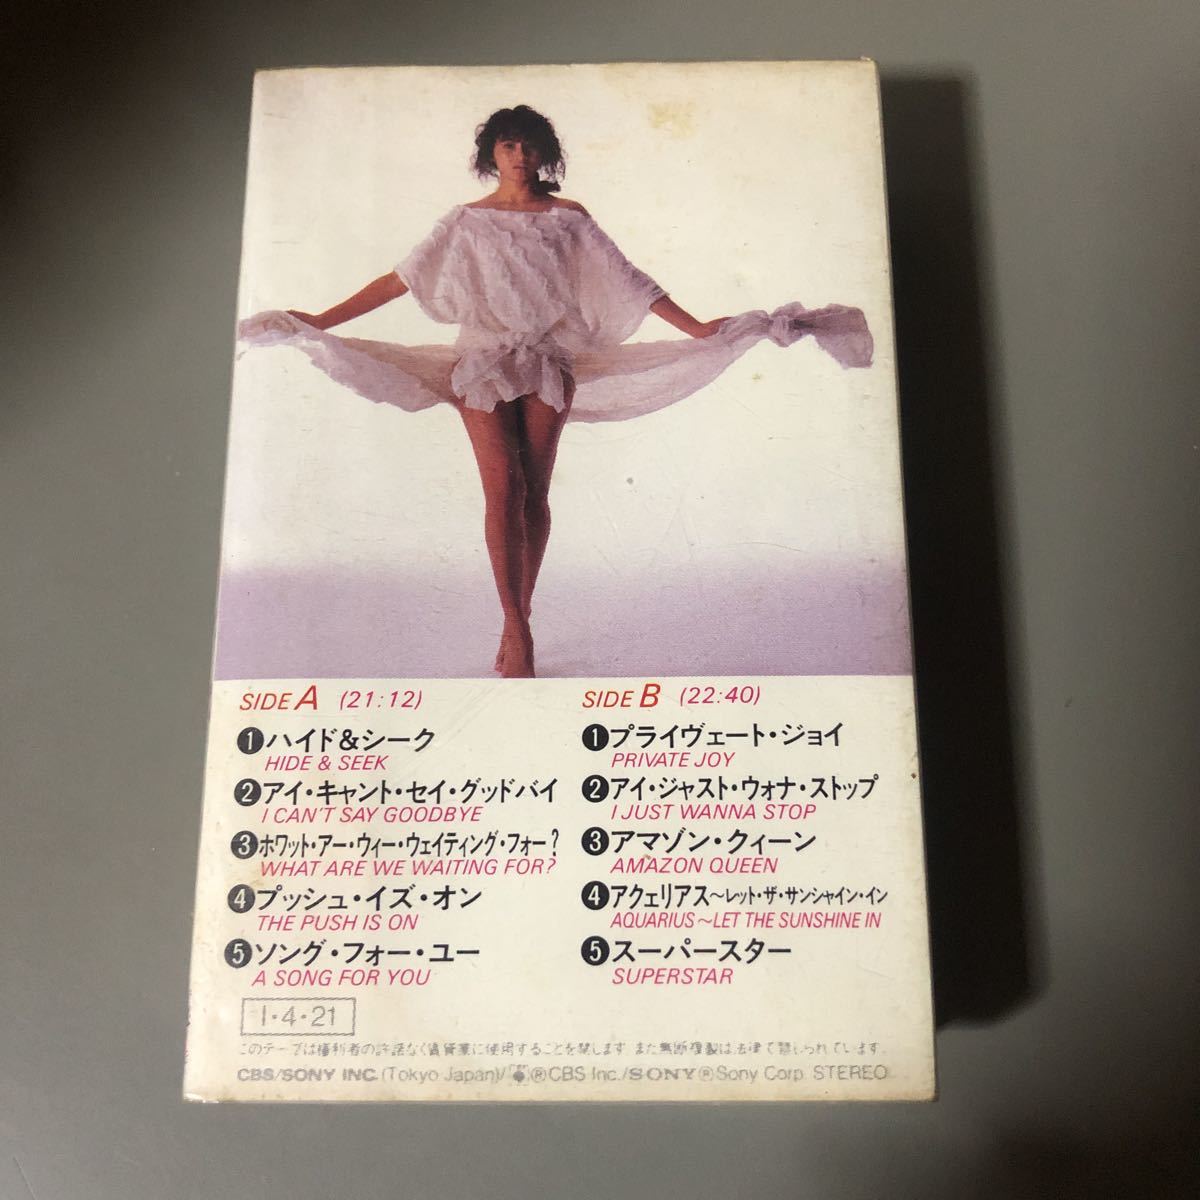 SIDE A (21:12)
❶ハイド&シーク
HIDE & SEEK
❷アイ・キャント・セイ・グッドバイ
I CAN'T SAY GOODBYE
❸ホワット・アー・ウィー・ウェイティング・フォー?
WHAT ARE WE WAITING FOR?
❹プッシュ・イズ・オン
THE PUSH IS ON
❺ソング・フォー・ユー
A SONG FOR YOU
SIDE B (22:40)
❶プライヴェート・ジョイ
PRIVATE JOY
❷アイ・ジャスト・ウォナ・ストップ
I JUST WANNA STOP
❸アマゾン・クィーン
AMAZON QUEEN
❹アクェリアス〜レット・ザ・サンシャイン・イン
AQUARIUS〜LET THE SUNSHINE IN
❺スーパースター
SUPERSTAR
I・4・21
このテープは権利者の許諾なく賃貸業に使用することを禁します また無断複製は法律で禁じられています.
CBS/SONY INC. (Tokyo Japan)/ ®CBS Inc./SONY®Sony Corp. STEREO